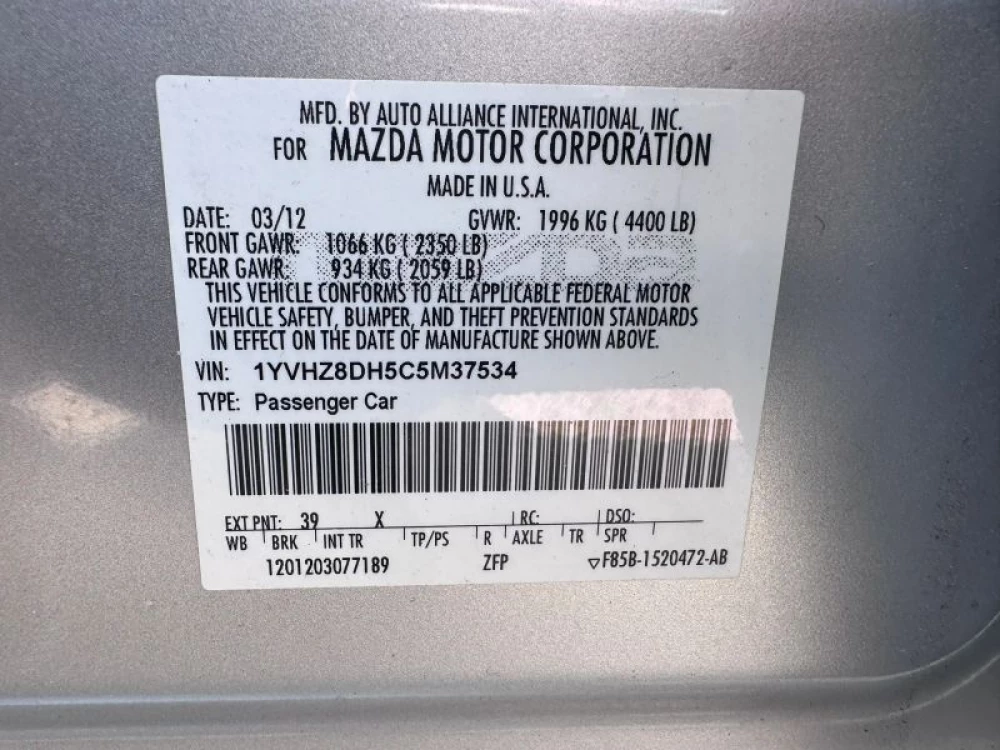 MFD. BY AUTO ALLIANCE INTERNATIONAL, INC.
FOR MAZDA MOTOR CORPORATION
MADE IN U.S.A.
DATE: 03/12 GVWR: 1996 KG ( 4400 LB)
FRONT GAWR: 1066 KG ( 2350 LB)
REAR GAWR: 934 KG ( 2059 LB)
THIS VEHICLE CONFORMS TO ALL APPLICABLE FEDERAL MOTOR
VEHICLE SAFETY, BUMPER, AND THEFT PREVENTION STANDARDS
IN EFFECT ON THE DATE OF MANUFACTURE SHOWN ABOVE.
VIN: 1YVHZ8DH5C5M37534
TYPE: Passenger Car
EXT PNT: 39 X RC: DSO:
WB BRK INT TR TP/PS R AXLE TR SPR
1201203077189 ZFP ▽F85B-1520472-AB